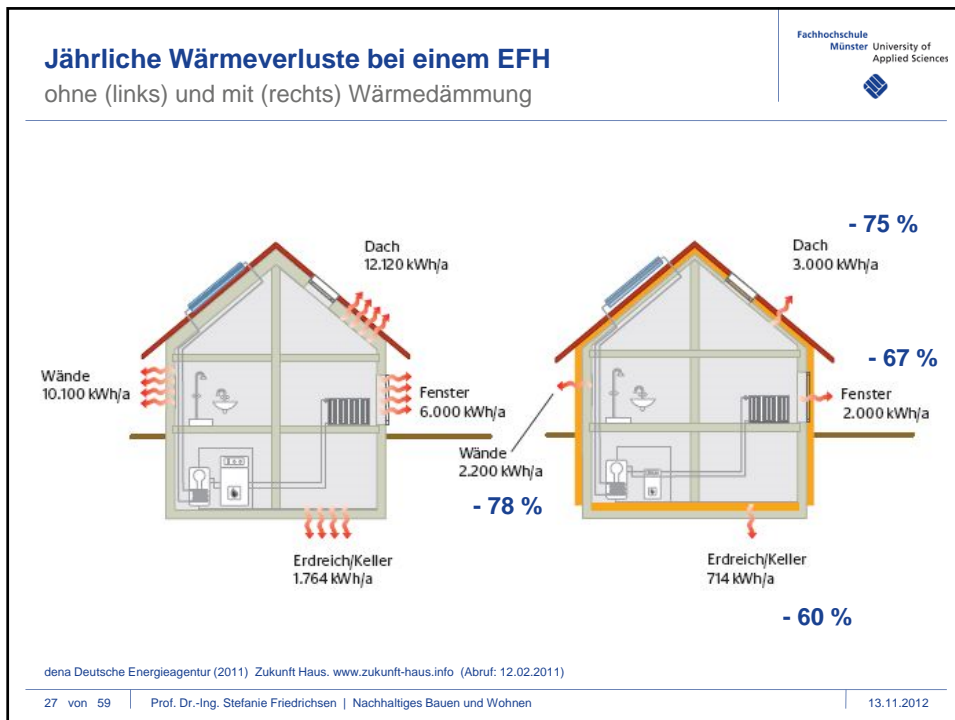 Jährliche Wärmeverluste bei einem EFH
ohne (links) und mit (rechts) Wärmedämmung
Fachhochschule
Münster University of
Applied Sciences
Dach
12.120 kWh/a
Wände
10.100 kWh/a
Fenster
6.000 kWh/a
Erdreich/Keller
1.764 kWh/a
- 75 %
Dach
3.000 kWh/a
- 67 %
Fenster
2.000 kWh/a
Wände
2.200 kWh/a
- 78 %
Erdreich/Keller
714 kWh/a
- 60 %
dena Deutsche Energieagentur (2011) Zukunft Haus. www.zukunft-haus.info (Abruf: 12.02.2011)
27 von 59 Prof. Dr.-Ing. Stefanie Friedrichsen | Nachhaltiges Bauen und Wohnen 13.11.2012